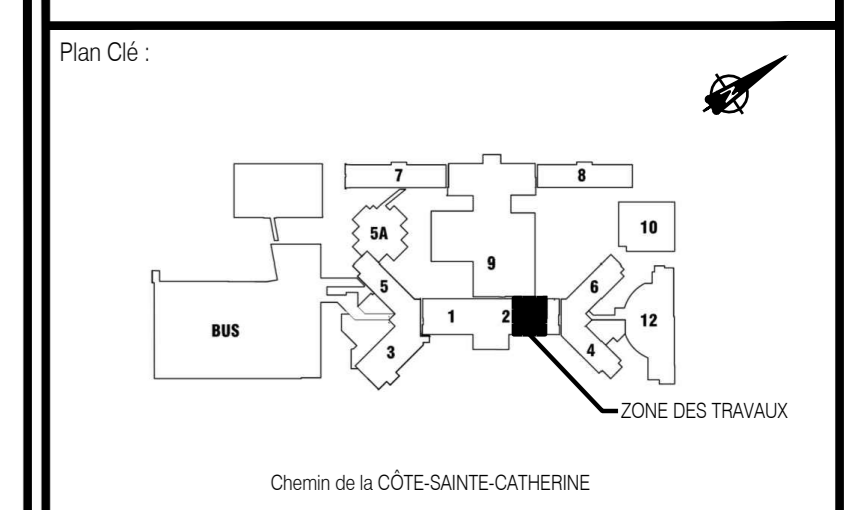 Plan Clé :
7
8
5A
10
9
5
6
1
2
12
BUS
3
4
ZONE DES TRAVAUX
Chemin de la CÔTE-SAINTE-CATHERINE